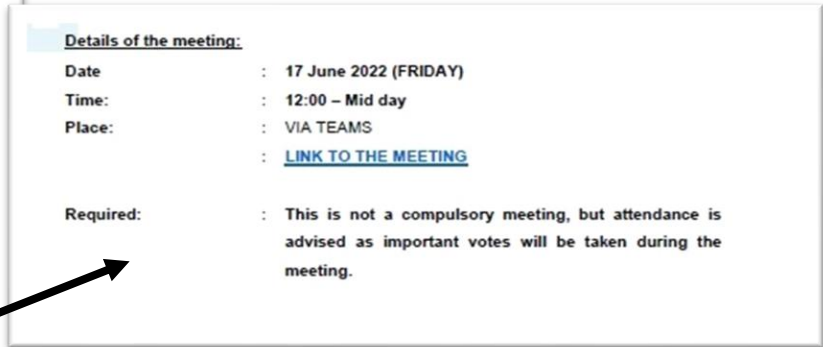 Details of the meeting:
Date : 17 June 2022 (FRIDAY)
Time: : 12:00 – Mid day
Place: : VIA TEAMS
: LINK TO THE MEETING
Required: : This is not a compulsory meeting, but attendance is
advised as important votes will be taken during the
meeting.